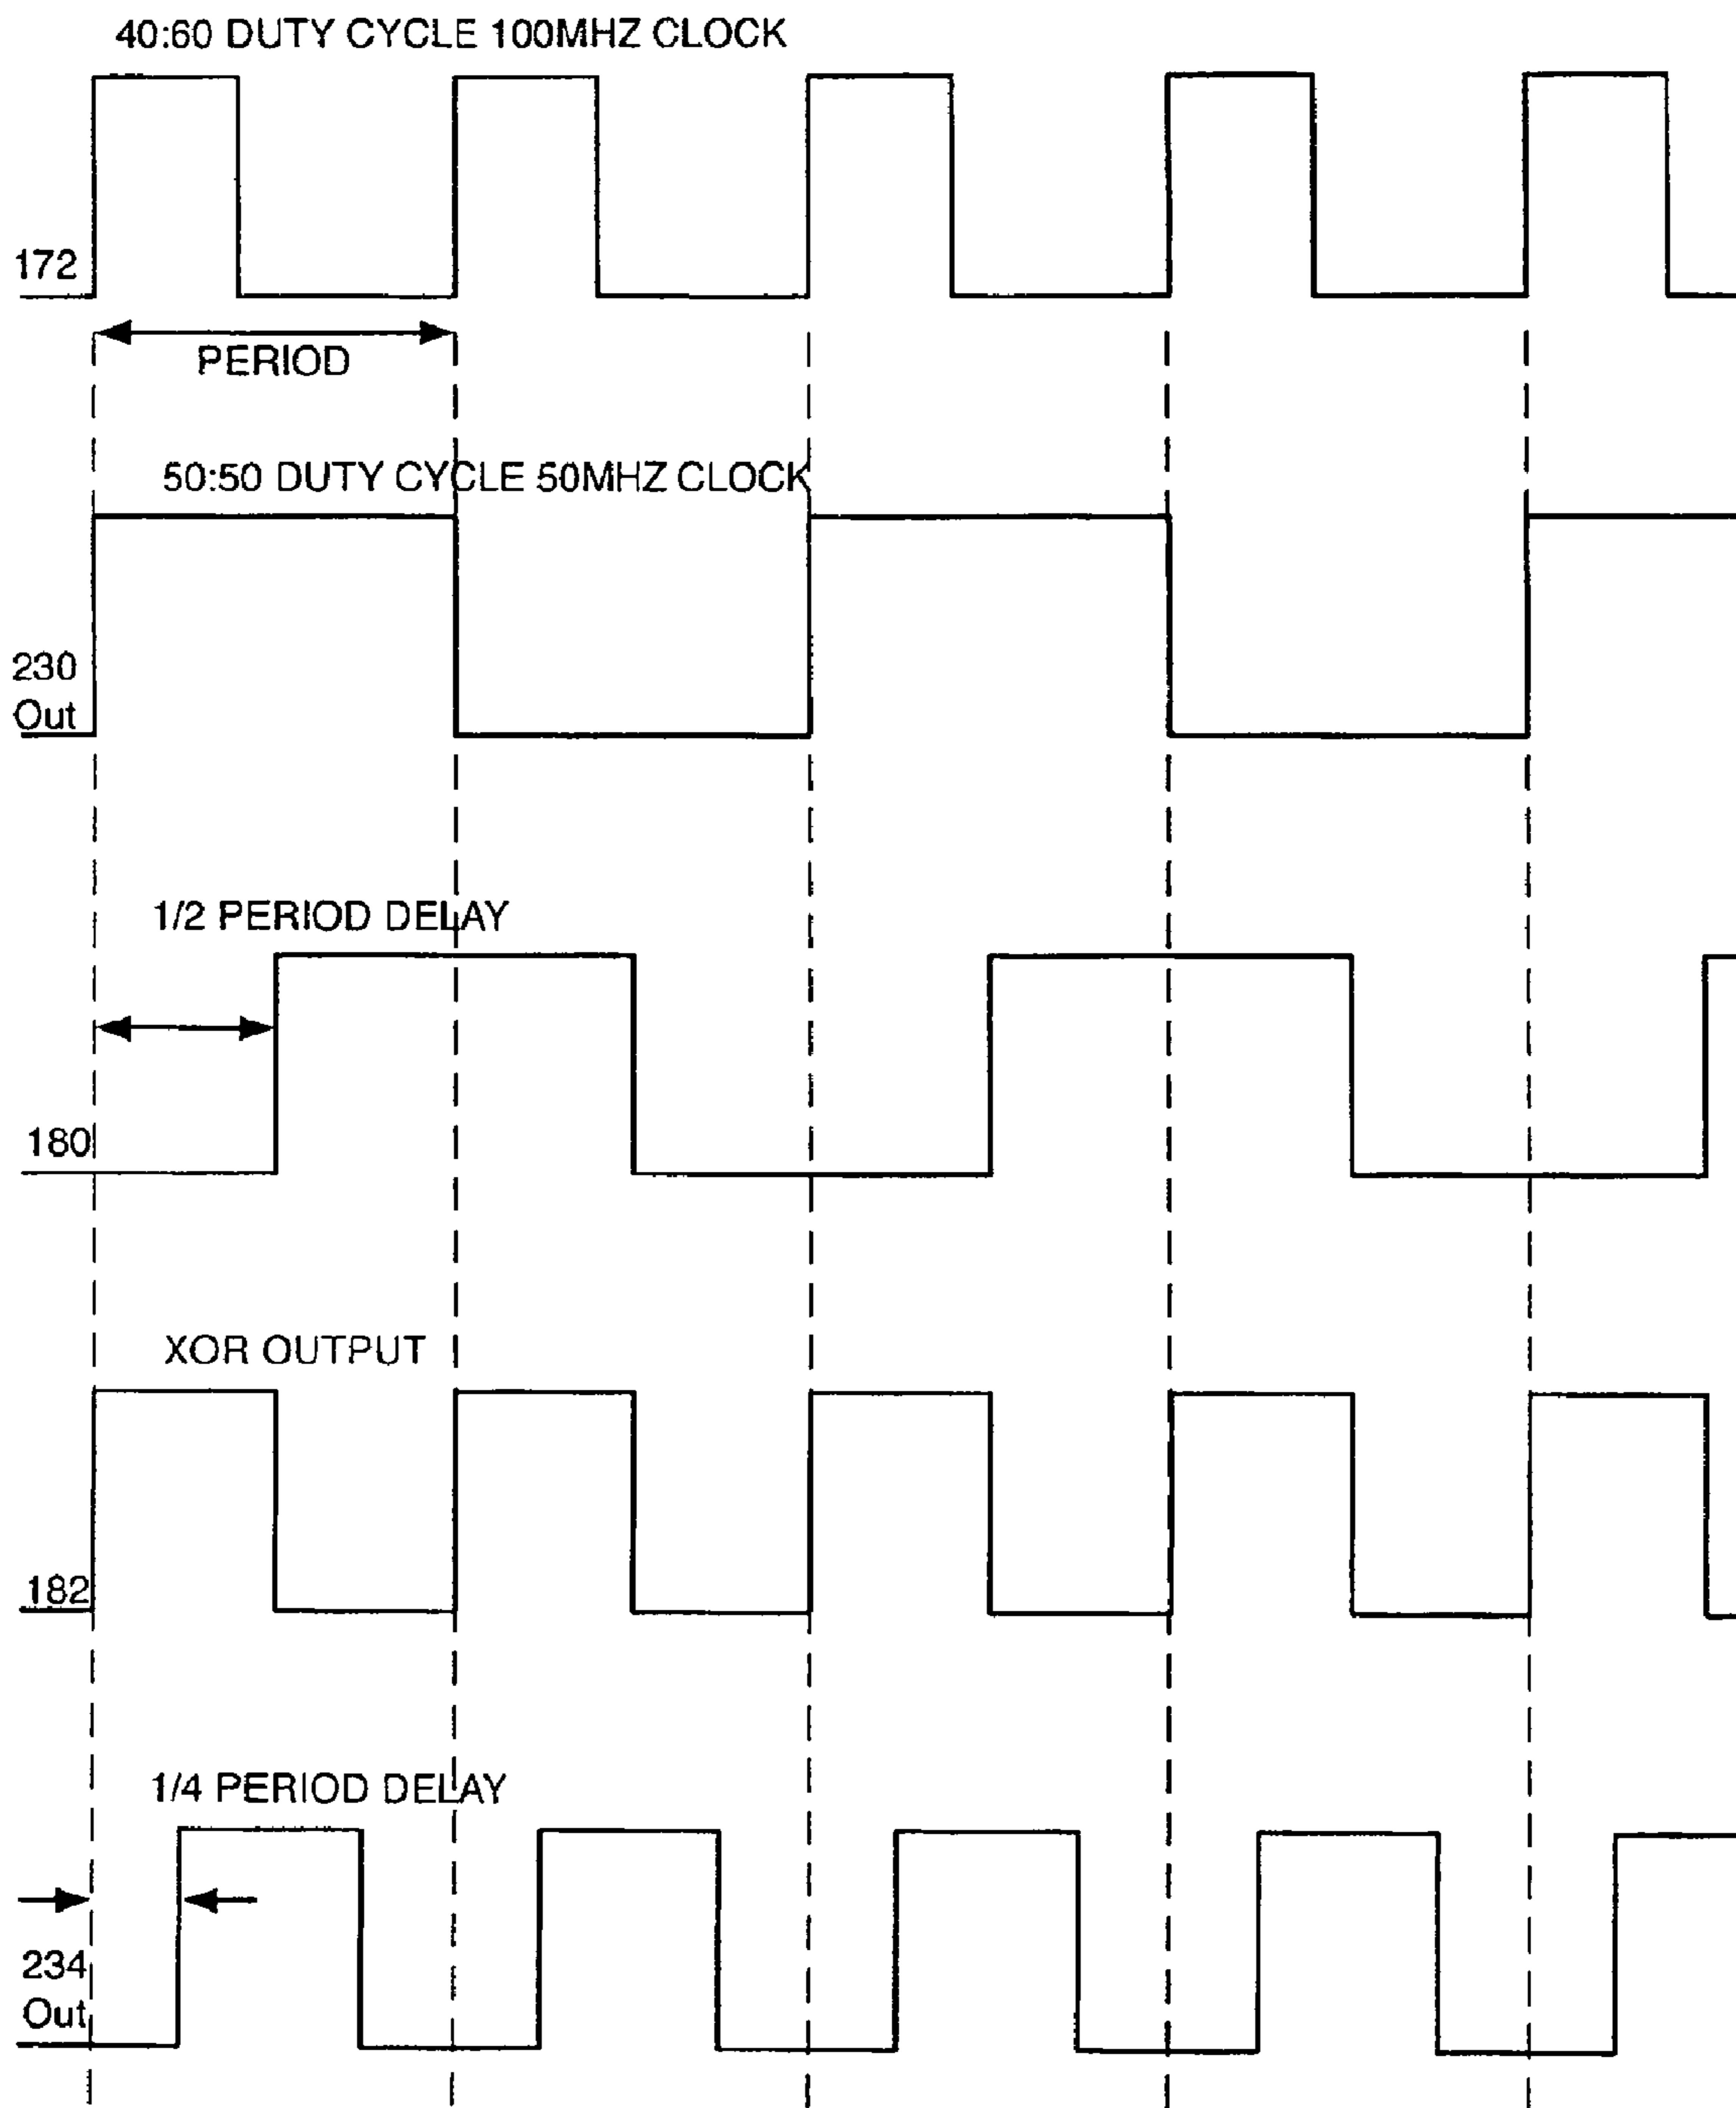 40:60 DUTY CYCLE 100MHZ CLOCK
172
PERIOD
50:50 DUTY CYCLE 50MHZ CLOCK
230
Out
1/2 PERIOD DELAY
180
XOR OUTPUT
182
1/4 PERIOD DELAY
234
Out